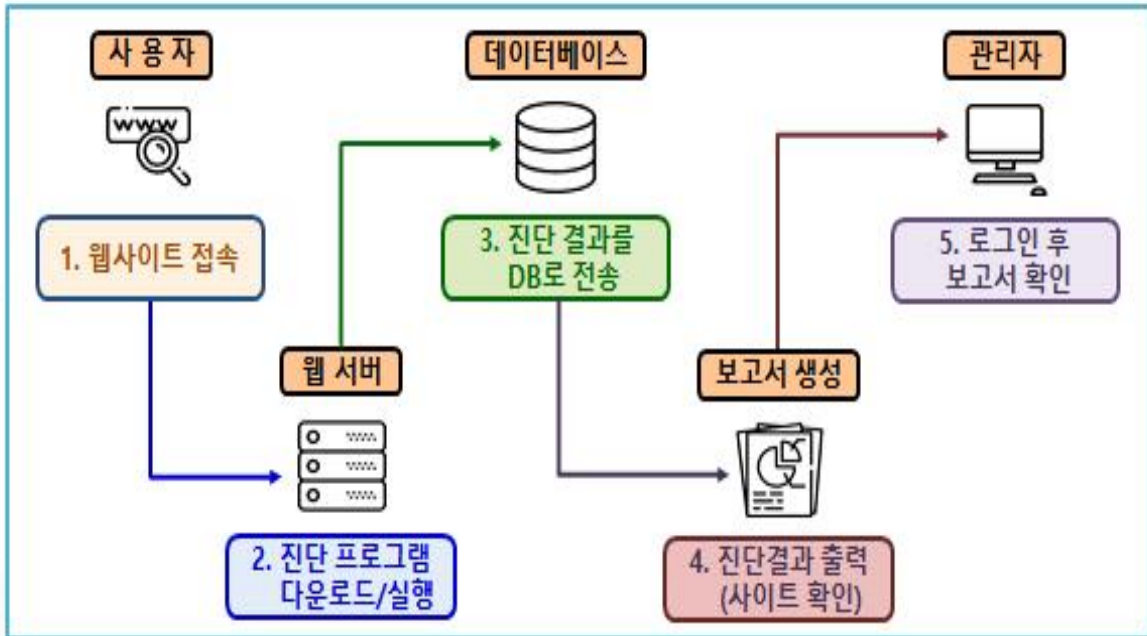 사 용 자
www
1. 웹사이트 접속
웹 서버
2. 진단 프로그램
다운로드/실행
데이터베이스
3. 진단 결과를
DB로 전송
보고서 생성
4. 진단결과 출력
(사이트 확인)
관리자
5. 로그인 후
보고서 확인